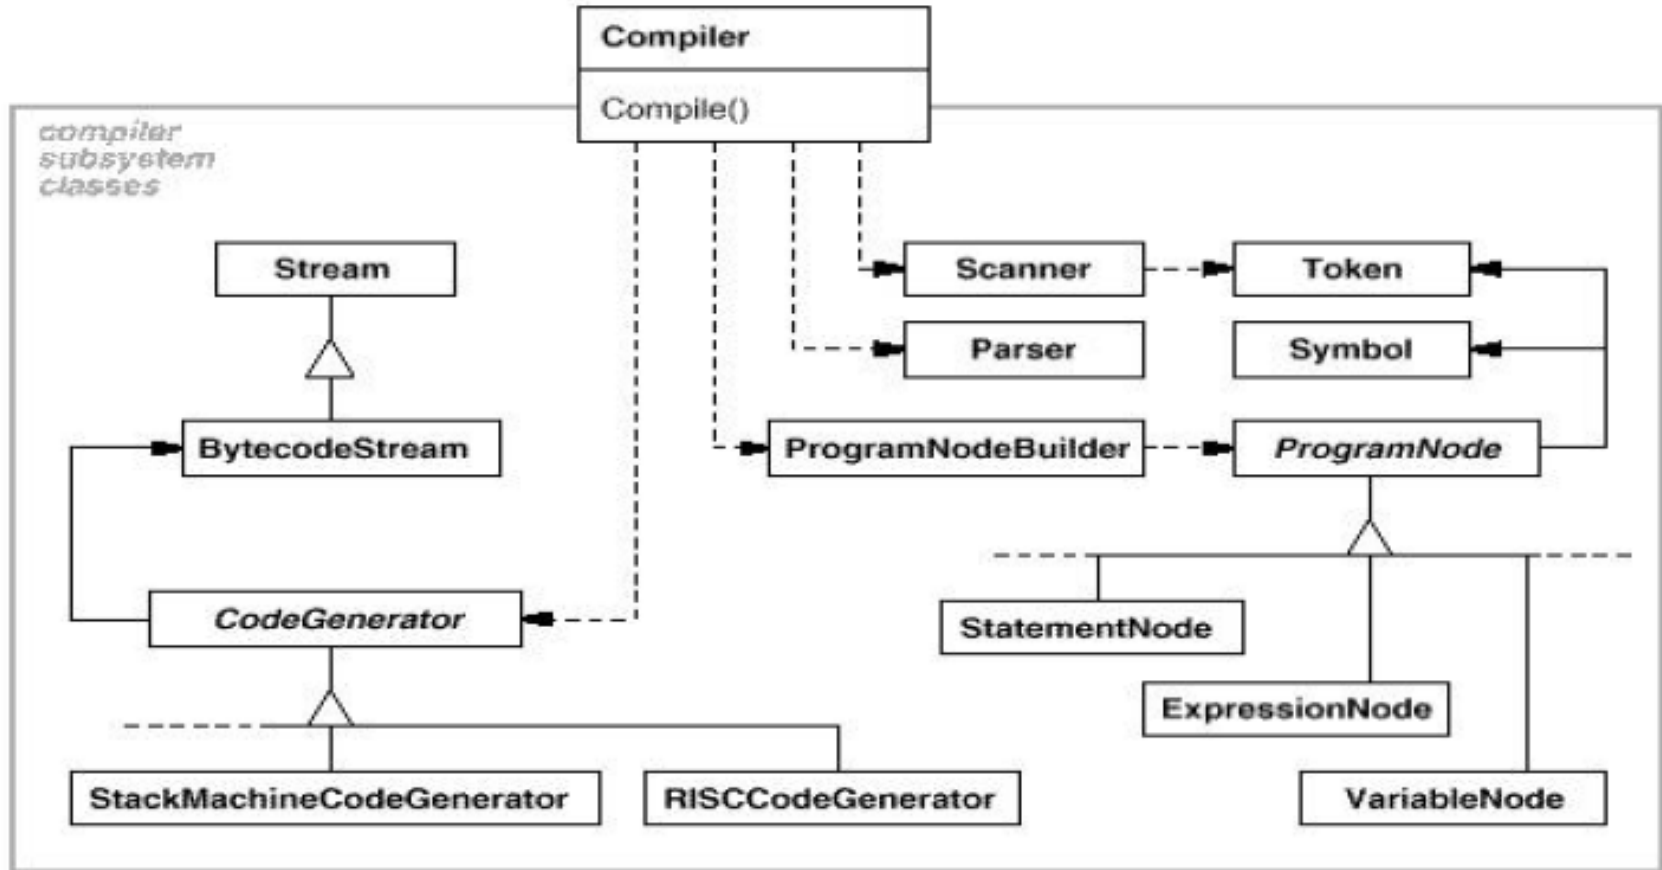 Compiler
Compile()
compiler
subsystem
classes
Stream
Scanner
Token
Parser
Symbol
BytecodeStream
ProgramNodeBuilder
ProgramNode
CodeGenerator
StatementNode
ExpressionNode
StackMachineCodeGenerator
RISCCodeGenerator
VariableNode